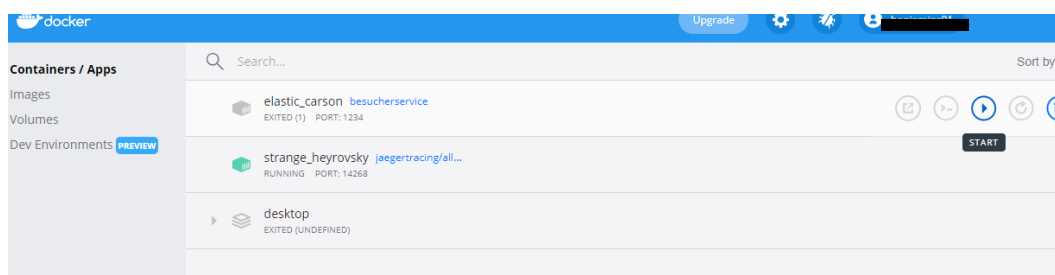 docker
Upgrade
Containers / Apps
Images
Volumes
Dev Environments PREVIEW
Search...
Sort by
elastic_carson besucherservice
EXITED (1) PORT: 1234
START
strange_heyrovsky jaegertracing/all...
RUNNING PORT: 14268
desktop
EXITED (UNDEFINED)